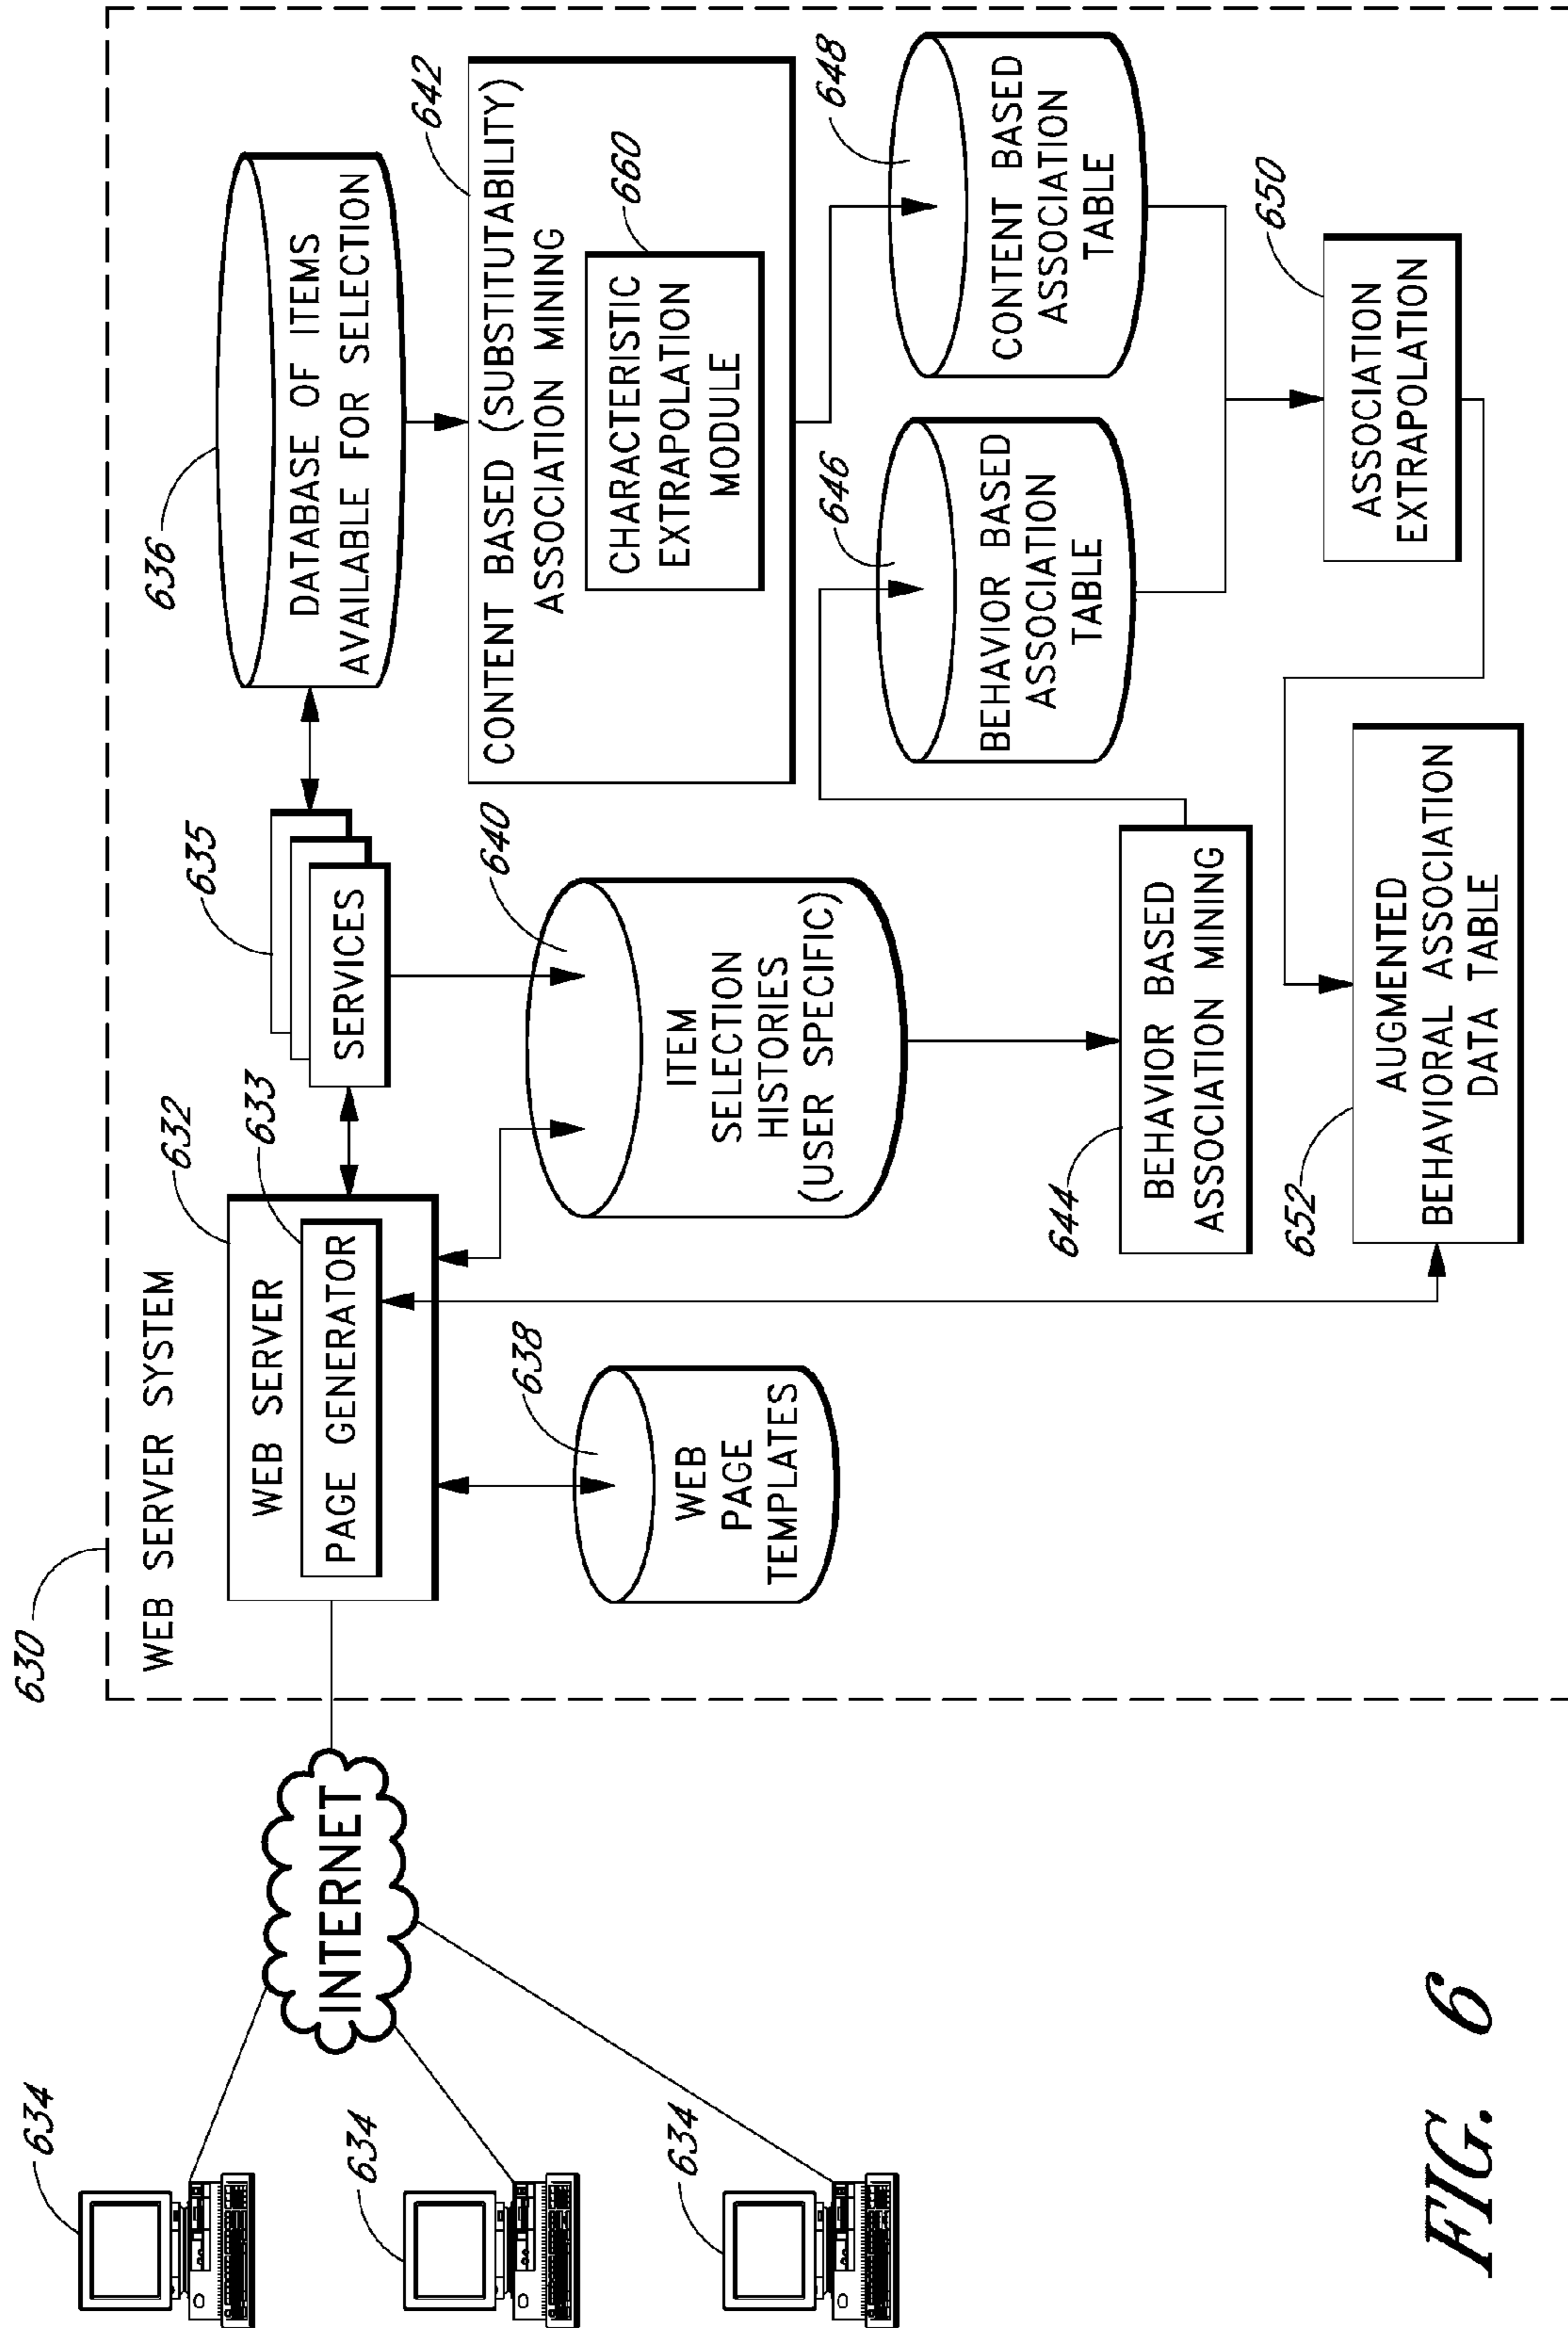 630
WEB SERVER SYSTEM
632
WEB SERVER
633
PAGE GENERATOR
635
SERVICES
636
DATABASE OF ITEMS
AVAILABLE FOR SELECTION
634
634
634
INTERNET
638
WEB
PAGE
TEMPLATES
640
ITEM
SELECTION
HISTORIES
(USER SPECIFIC)
642
CONTENT BASED (SUBSTITUTABILITY)
ASSOCIATION MINING
660
CHARACTERISTIC
EXTRAPOLATION
MODULE
646
BEHAVIOR BASED
ASSOCIATION
TABLE
648
CONTENT BASED
ASSOCIATION
TABLE
644
BEHAVIOR BASED
ASSOCIATION MINING
650
ASSOCIATION
EXTRAPOLATION
652
AUGMENTED
BEHAVIORAL ASSOCIATION
DATA TABLE
FIG. 6